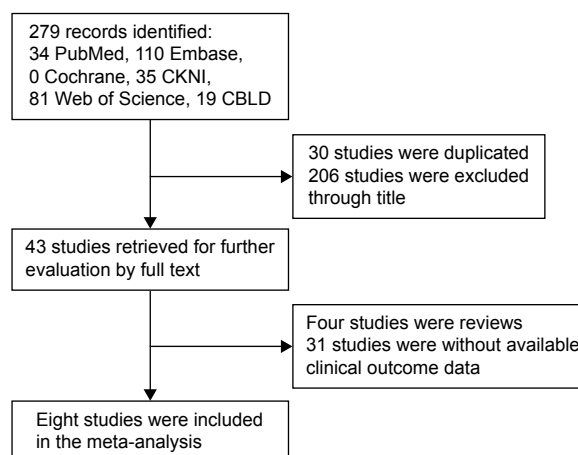 279 records identified:
34 PubMed, 110 Embase,
0 Cochrane, 35 CKNI,
81 Web of Science, 19 CBLD
30 studies were duplicated
206 studies were excluded
through title
43 studies retrieved for further
evaluation by full text
Four studies were reviews
31 studies were without available
clinical outcome data
Eight studies were included
in the meta-analysis